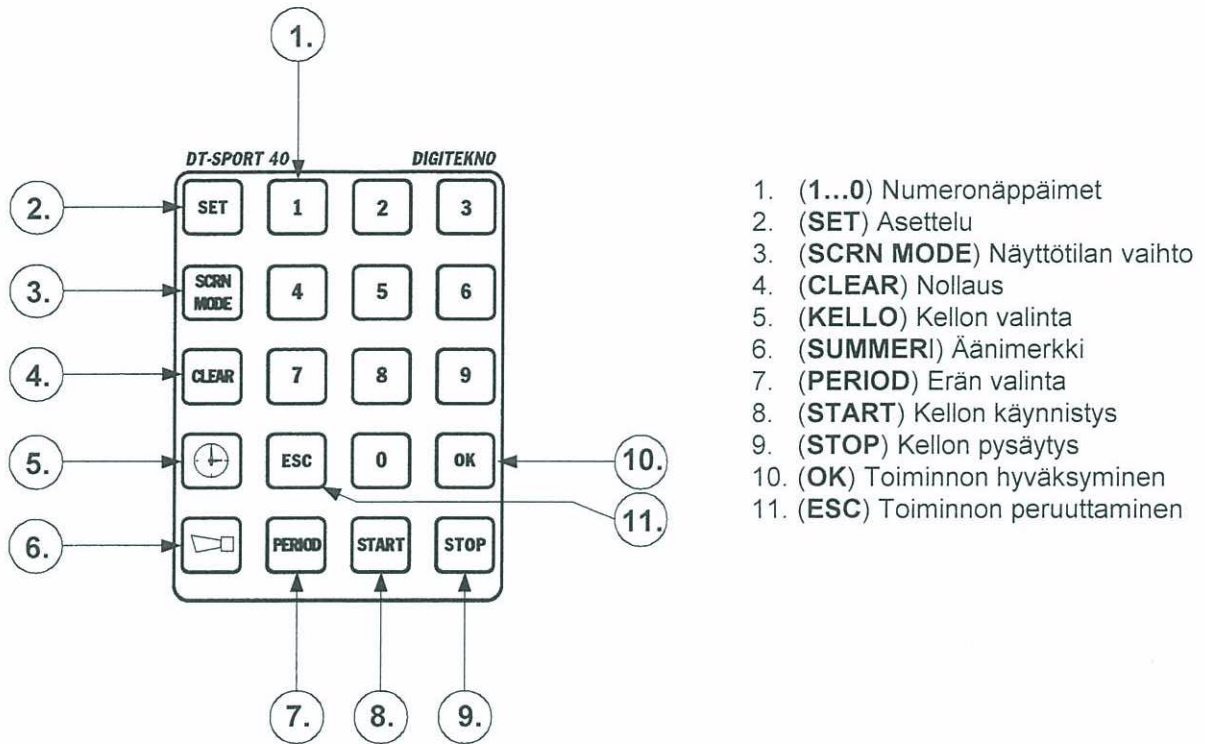 1.
DT-SPORT 40 DIGITEKNO
2. SET 1 2 3
3. SCRN MODE 4 5 6
4. CLEAR 7 8 9
5. ESC 0 OK 10.
11.
6. PERIOD START STOP
7. 8. 9.
1. (1...0) Numeronäppäimet
2. (SET) Asettelu
3. (SCRN MODE) Näyttötilan vaihto
4. (CLEAR) Nollaus
5. (KELLO) Kellon valinta
6. (SUMMERI) Äänimerkki
7. (PERIOD) Erän valinta
8. (START) Kellon käynnistys
9. (STOP) Kellon pysäytys
10. (OK) Toiminnon hyväksyminen
11. (ESC) Toiminnon peruuttaminen